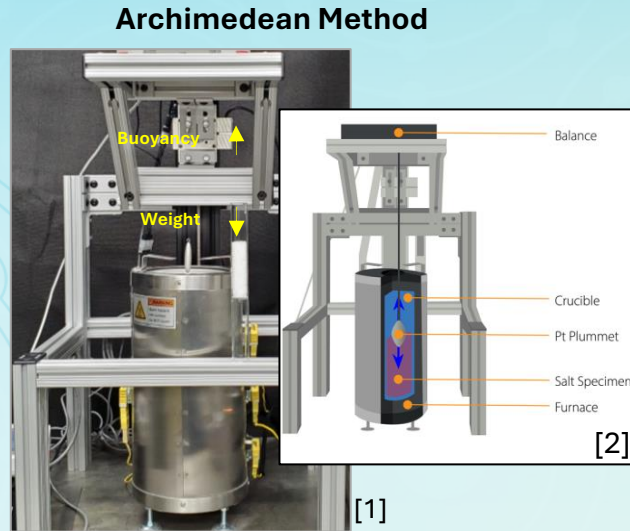 Archimedean Method
Buoyancy
Weight
Balance
Crucible
Pt Plummet
Salt Specimen
Furnace
[2]
[1]